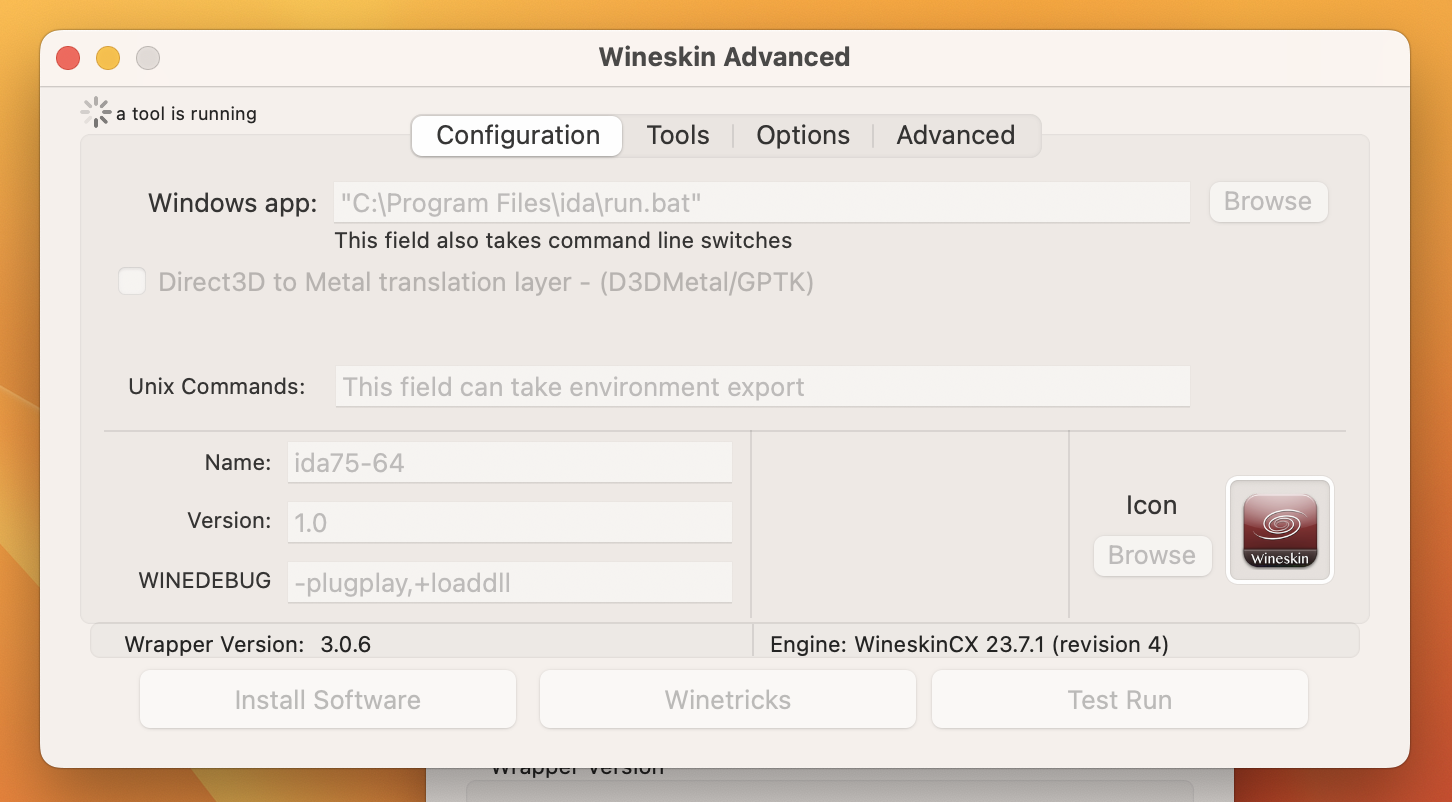 Wineskin Advanced
a tool is running
Configuration
Tools
Options
Advanced
Windows app:
"C:\Program Files\ida\run.bat"
Browse
This field also takes command line switches
Direct3D to Metal translation layer - (D3DMetal/GPTK)
Unix Commands:
This field can take environment export
Name:
ida75-64
Version:
1.0
WINEDEBUG
-plugplay,+loaddll
Icon
Browse
Wineskin
Wrapper Version: 3.0.6
Engine: WineskinCX 23.7.1 (revision 4)
Install Software
Winetricks
Test Run
Wrapper Version